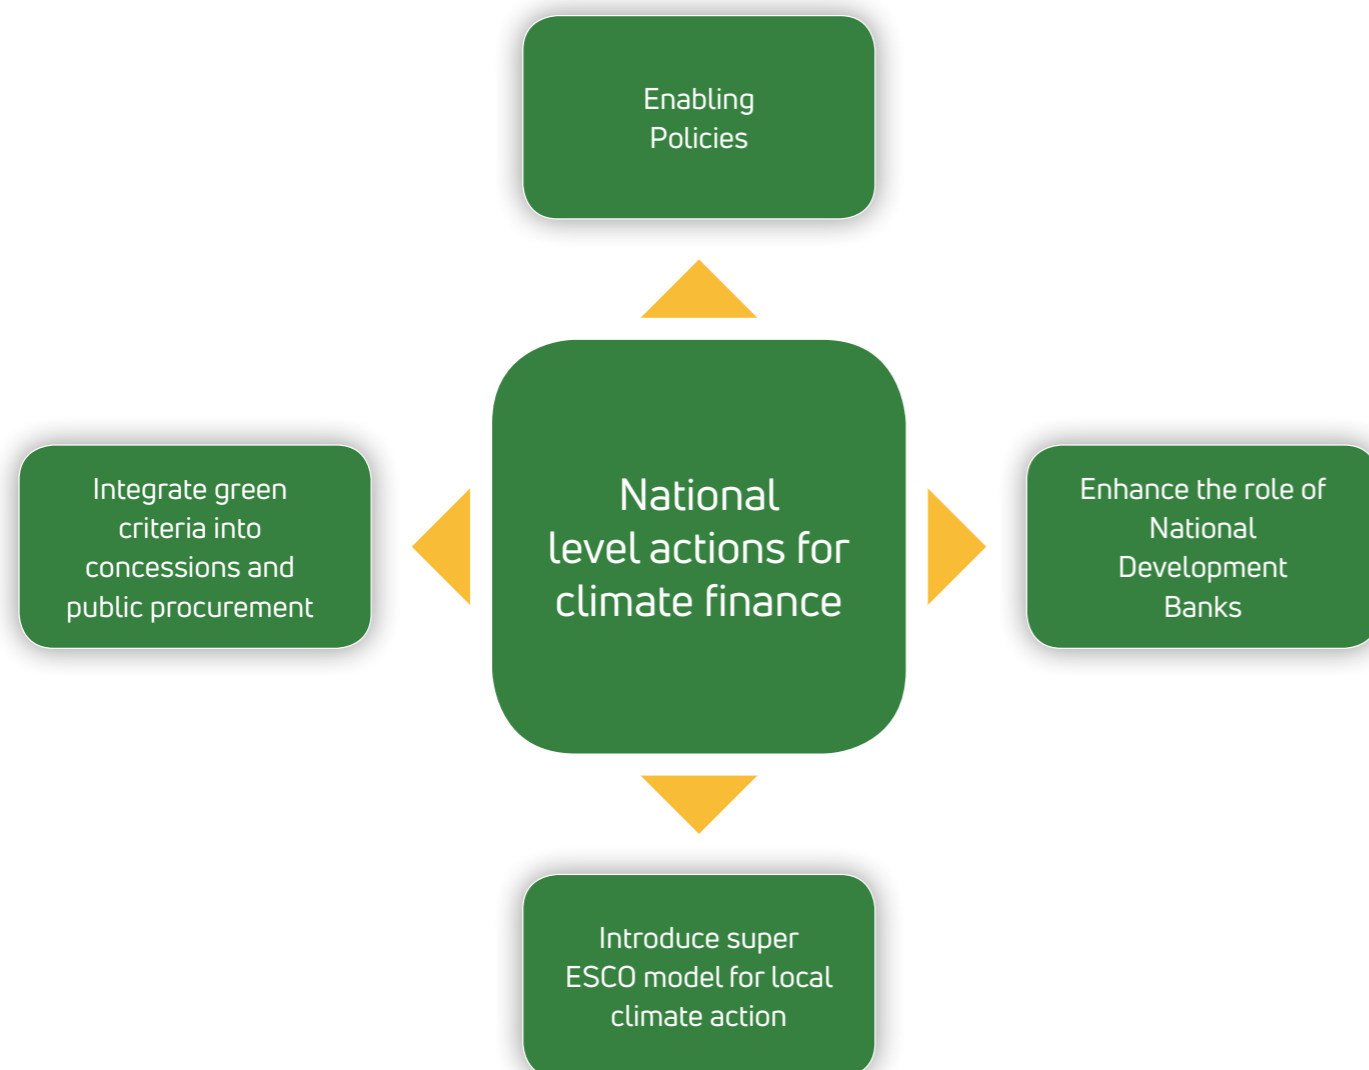 Enabling
Policies
Integrate green
criteria into
concessions and
public procurement
National
level actions for
climate finance
Enhance the role of
National
Development
Banks
Introduce super
ESCO model for local
climate action